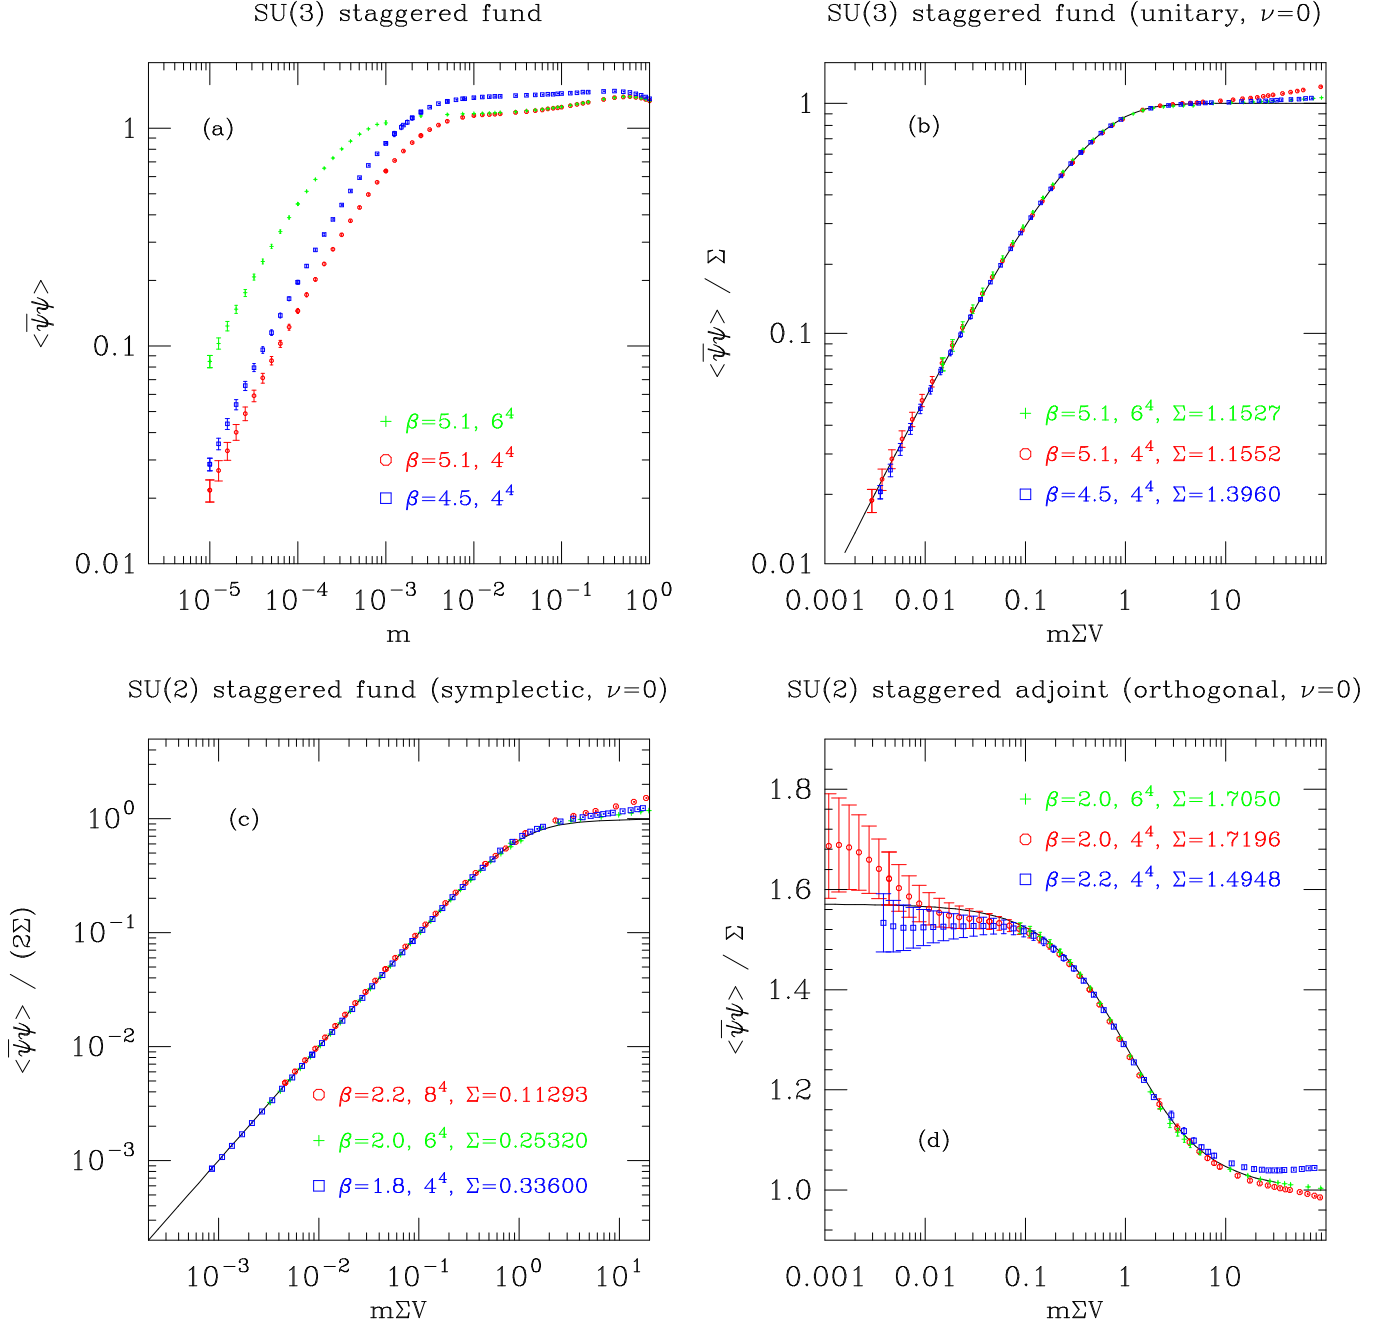 SU(3) staggered fund
SU(3) staggered fund (unitary, ν=0)
(a)
1
0.1
0.01
<ψ̅ψ>
β=5.1, 6⁴
β=5.1, 4⁴
β=4.5, 4⁴
10⁻⁵ 10⁻⁴ 10⁻³ 10⁻² 10⁻¹ 10⁰
m
(b)
1
0.1
0.01
<ψ̅ψ> / Σ
β=5.1, 6⁴, Σ=1.1527
β=5.1, 4⁴, Σ=1.1552
β=4.5, 4⁴, Σ=1.3960
0.001 0.01 0.1 1 10
mΣV
SU(2) staggered fund (symplectic, ν=0)
SU(2) staggered adjoint (orthogonal, ν=0)
(c)
10⁰
10⁻¹
10⁻²
10⁻³
<ψ̅ψ> / (2Σ)
β=2.2, 8⁴, Σ=0.11293
β=2.0, 6⁴, Σ=0.25320
β=1.8, 4⁴, Σ=0.33600
10⁻³ 10⁻² 10⁻¹ 10⁰ 10¹
mΣV
1.8
1.6
1.4
1.2
1.0
<ψ̅ψ> / Σ
β=2.0, 6⁴, Σ=1.7050
β=2.0, 4⁴, Σ=1.7196
β=2.2, 4⁴, Σ=1.4948
(d)
0.001 0.01 0.1 1 10
mΣV